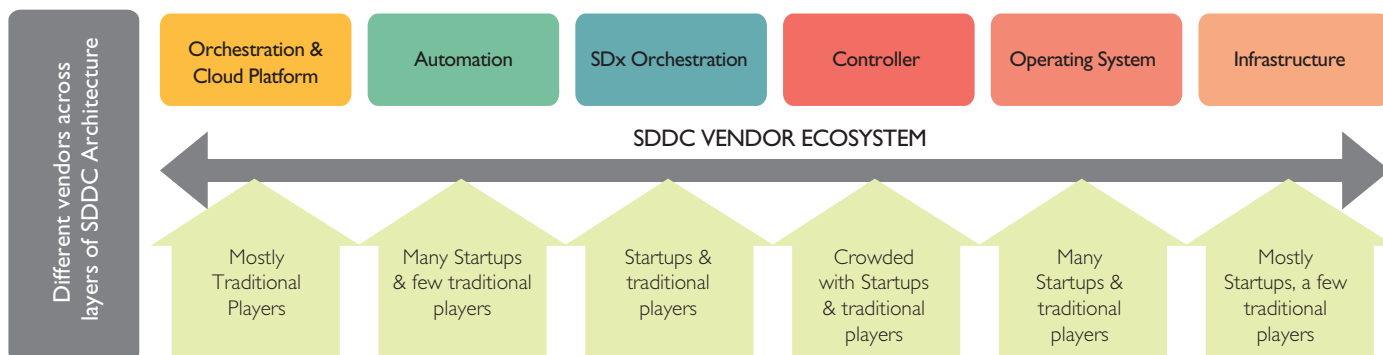 Different vendors across
layers of SDDC Architecture
Orchestration &
Cloud Platform
Automation
SDx Orchestration
Controller
Operating System
Infrastructure
SDDC VENDOR ECOSYSTEM
Mostly
Traditional
Players
Many Startups
& few traditional
players
Startups &
traditional
players
Crowded
with Startups
& traditional
players
Many
Startups &
traditional
players
Mostly
Startups, a few
traditional
players